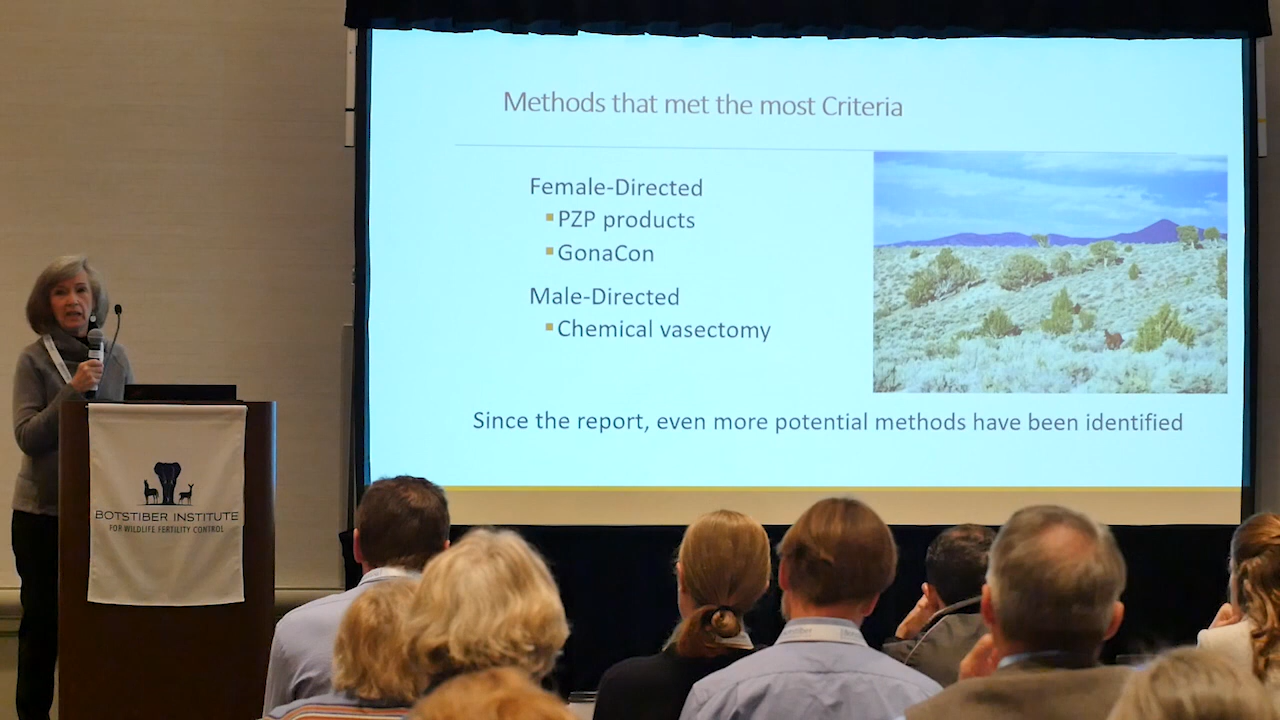 Methods that met the most Criteria
Female-Directed
PZP products
GonaCon
Male-Directed
Chemical vasectomy
Since the report, even more potential methods have been identified
BOTSTIBER INSTITUTE
FOR WILDLIFE FERTILITY CONTROL